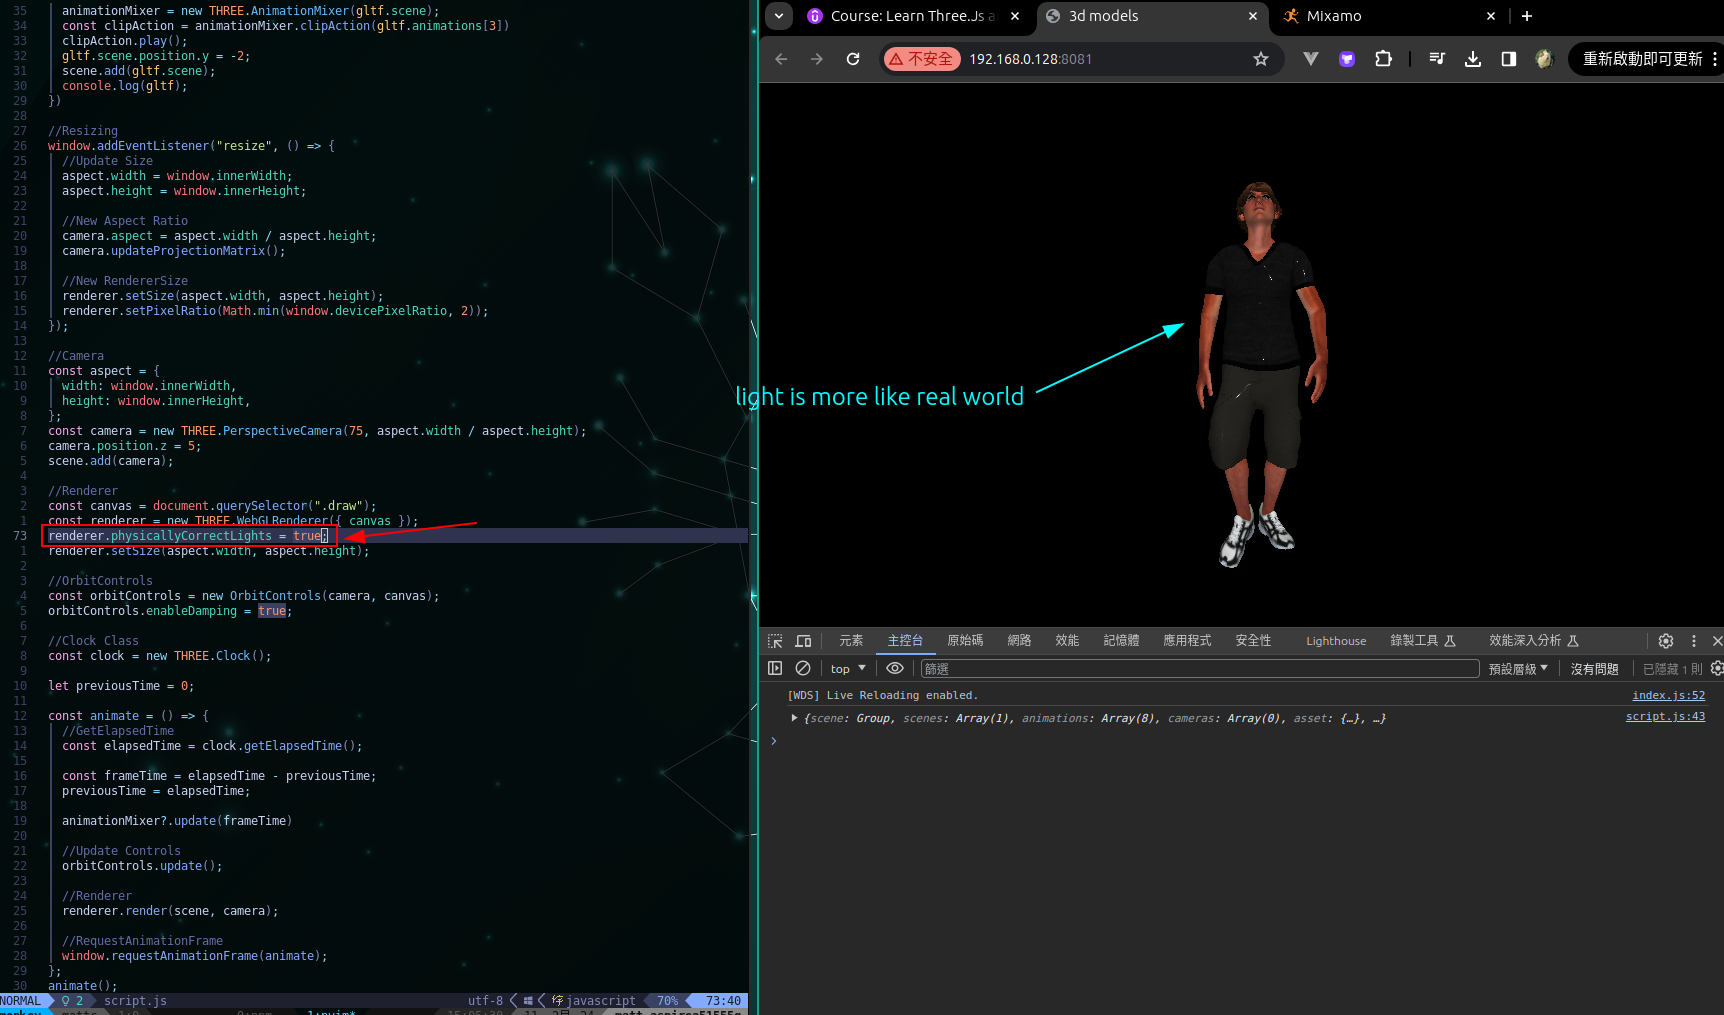 35 animationMixer = new THREE.AnimationMixer(gltf.scene);
34 const clipAction = animationMixer.clipAction(gltf.animations[3])
33 clipAction.play();
32 gltf.scene.position.y = -2;
31 scene.add(gltf.scene);
30 console.log(gltf);
29 })
28
27 //Resizing
26 window.addEventListener("resize", () => {
25 //Update Size
24 aspect.width = window.innerWidth;
23 aspect.height = window.innerHeight;
22
21 //New Aspect Ratio
20 camera.aspect = aspect.width / aspect.height;
19 camera.updateProjectionMatrix();
18
17 //New RendererSize
16 renderer.setSize(aspect.width, aspect.height);
15 renderer.setPixelRatio(Math.min(window.devicePixelRatio, 2));
14 });
13
12 //Camera
11 const aspect = {
10 width: window.innerWidth,
9 height: window.innerHeight,
8 };
7 const camera = new THREE.PerspectiveCamera(75, aspect.width / aspect.height);
6 camera.position.z = 5;
5 scene.add(camera);
4
3 //Renderer
2 const canvas = document.querySelector(".draw");
1 const renderer = new THREE.WebGLRenderer({ canvas });
73 renderer.physicallyCorrectLights = true;
1 renderer.setSize(aspect.width, aspect.height);
2
3 //OrbitControls
4 const orbitControls = new OrbitControls(camera, canvas);
5 orbitControls.enableDamping = true;
6
7 //Clock Class
8 const clock = new THREE.Clock();
9
10 let previousTime = 0;
11
12 const animate = () => {
13 //GetElapsedTime
14 const elapsedTime = clock.getElapsedTime();
15
16 const frameTime = elapsedTime - previousTime;
17 previousTime = elapsedTime;
18
19 animationMixer?.update(frameTime)
20
21 //Update Controls
22 orbitControls.update();
23
24 //Renderer
25 renderer.render(scene, camera);
26
27 //RequestAnimationFrame
28 window.requestAnimationFrame(animate);
29 };
30 animate();
NORMAL 2 script.js utf-8 javascript 70% 73:40
Course: Learn Three.Js a
3d models
Mixamo
不安全 192.168.0.128:8081
重新啟動即可更新
light is more like real world
元素 主控台 原始碼 網路 效能 記憶體 應用程式 安全性 Lighthouse 錄製工具 效能深入分析
top 篩選 預設層級 沒有問題 已隱藏 1 則
[WDS] Live Reloading enabled. index.js:52
{scene: Group, scenes: Array(1), animations: Array(8), cameras: Array(0), asset: {…}, …} script.js:43